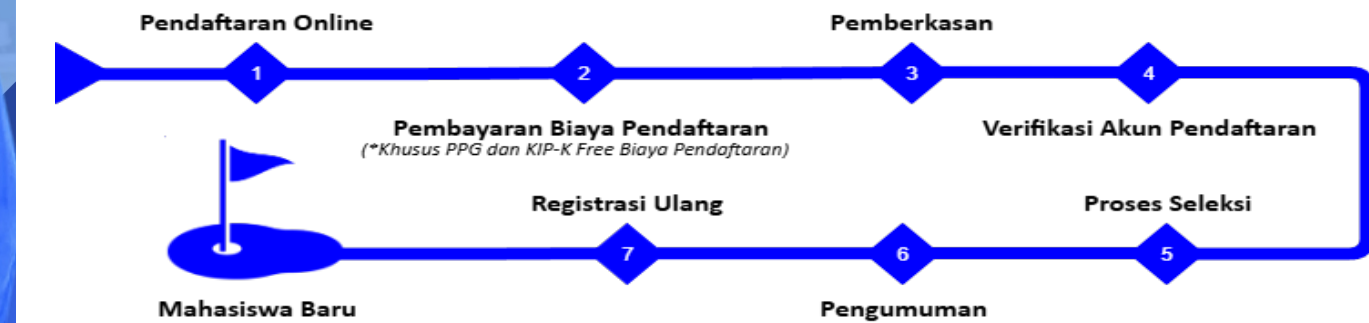 Pendaftaran Online
Pemberkasan
1
2
3
4
Pembayaran Biaya Pendaftaran
(*Khusus PPG dan KIP-K Free Biaya Pendaftaran)
Verifikasi Akun Pendaftaran
Registrasi Ulang
Proses Seleksi
7
6
5
Mahasiswa Baru
Pengumuman